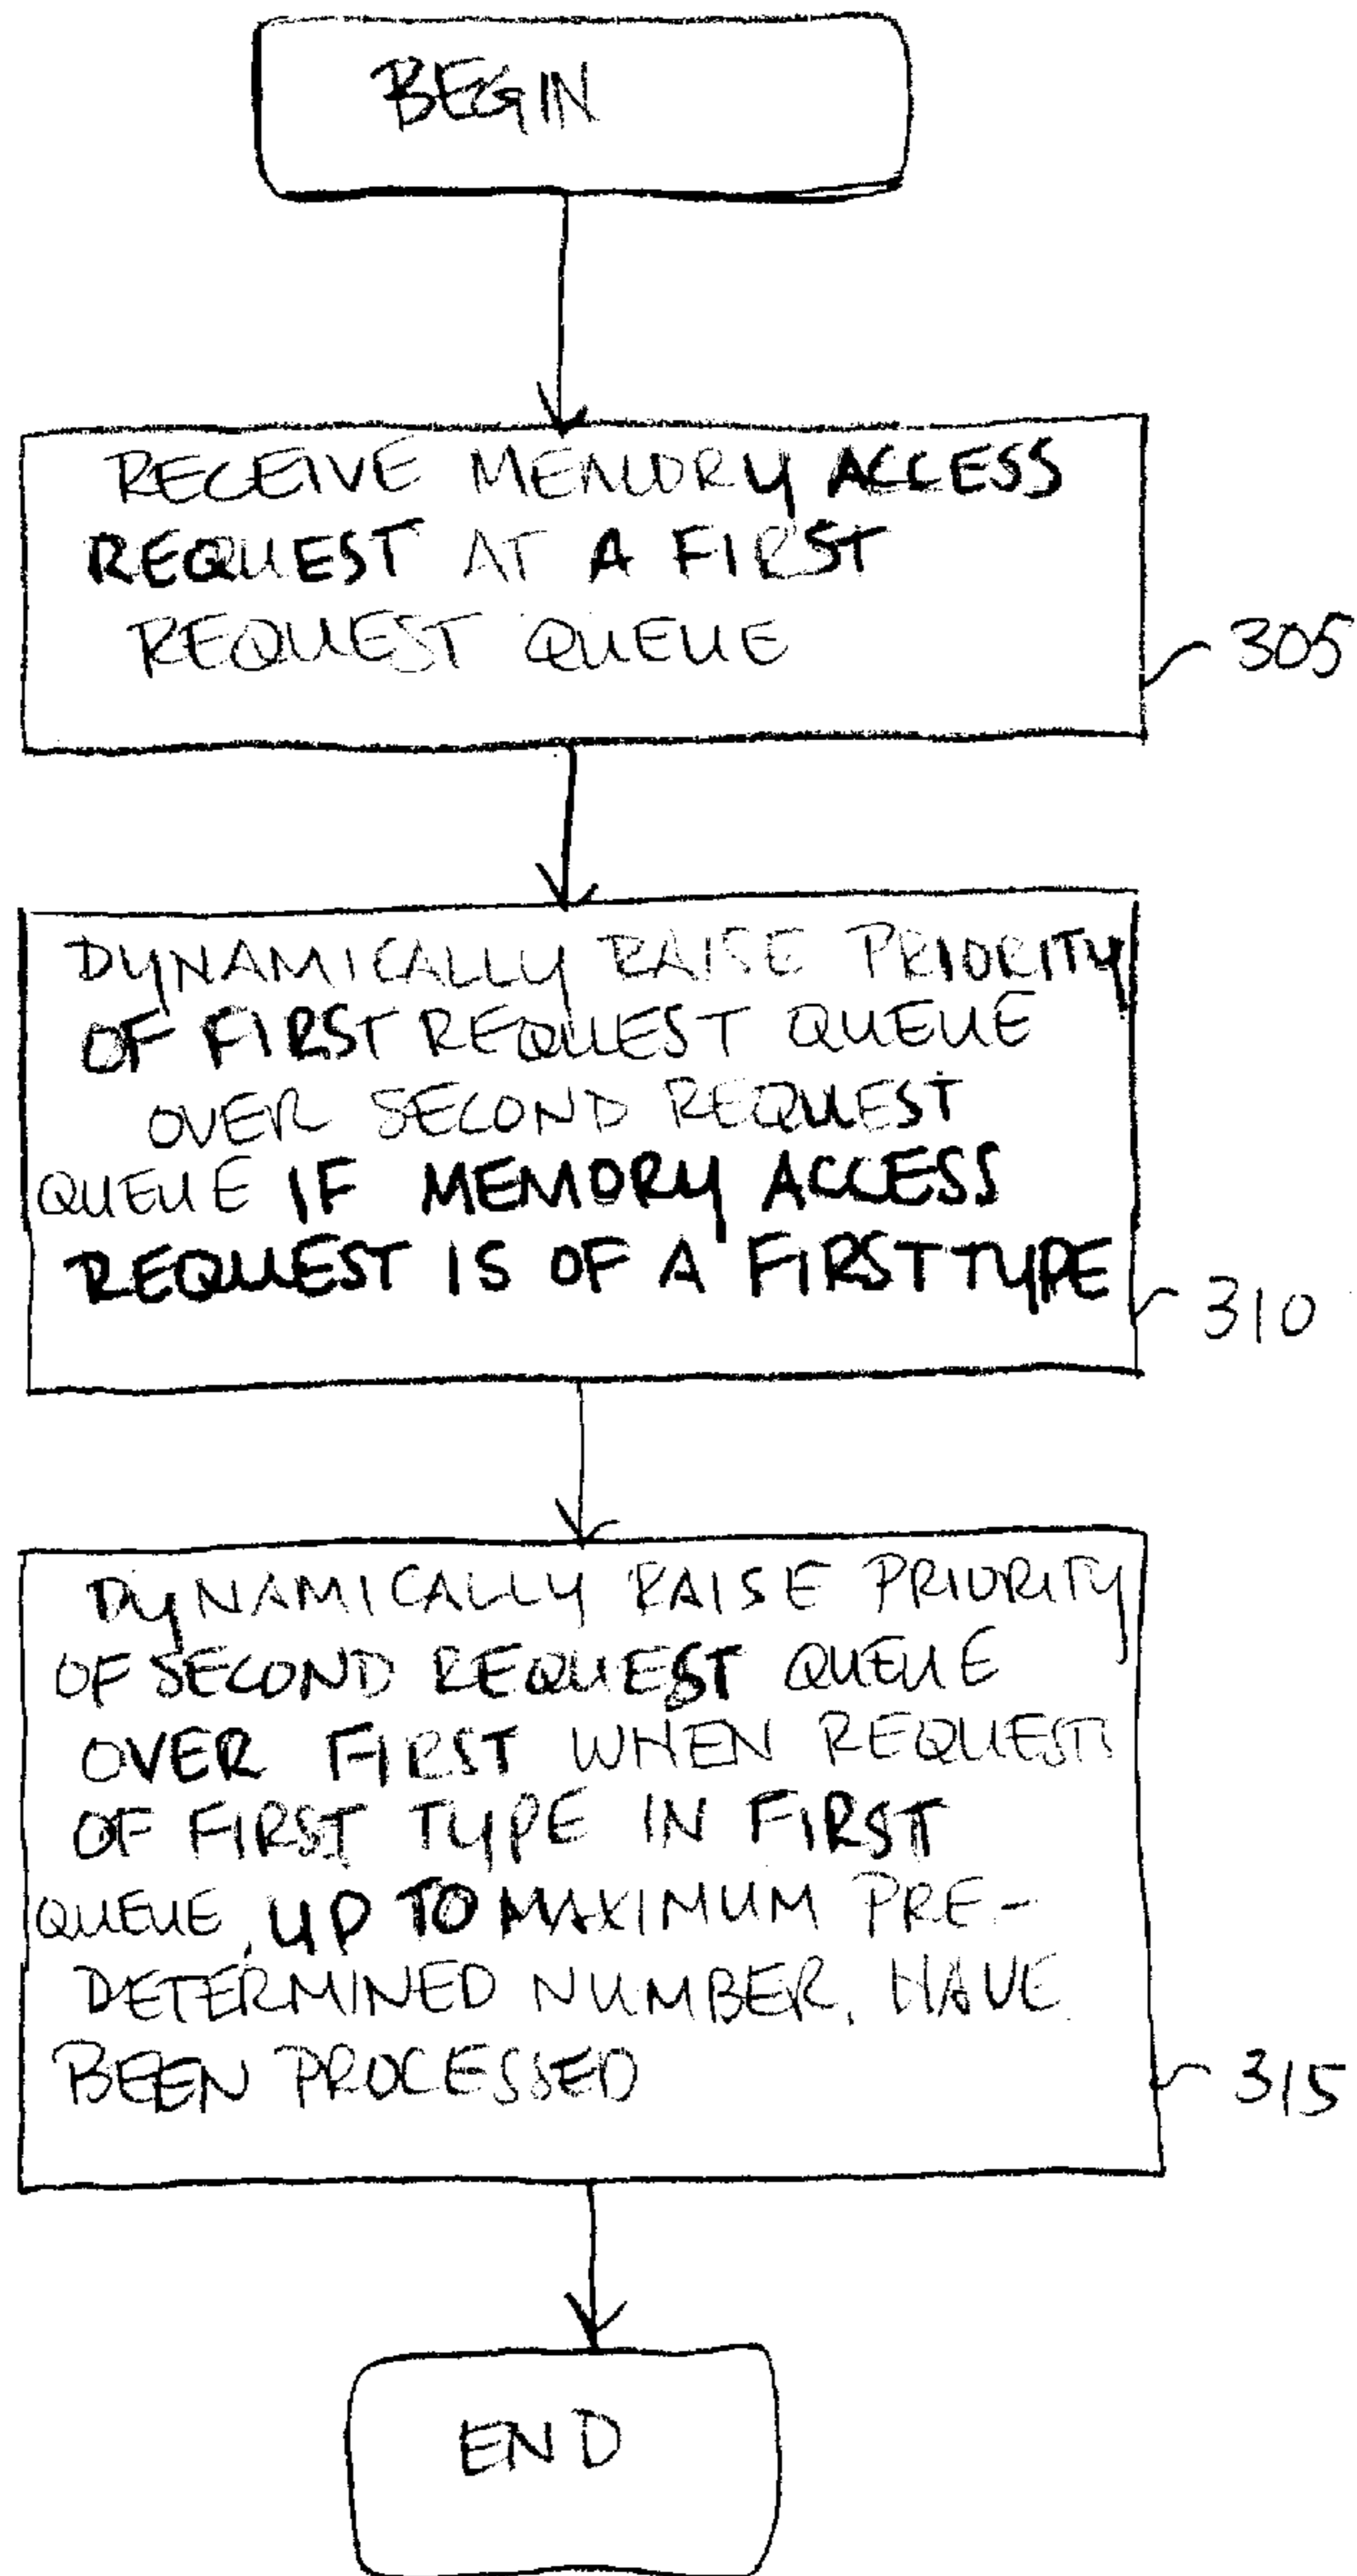 BEGIN
RECEIVE MEMORY ACCESS
REQUEST AT A FIRST
REQUEST QUEUE
305
DYNAMICALLY RAISE PRIORITY
OF FIRST REQUEST QUEUE
OVER SECOND REQUEST
QUEUE IF MEMORY ACCESS
REQUEST IS OF A FIRST TYPE
310
DYNAMICALLY RAISE PRIORITY
OF SECOND REQUEST QUEUE
OVER FIRST WHEN REQUESTS
OF FIRST TYPE IN FIRST
QUEUE, UP TO MAXIMUM PRE-
DETERMINED NUMBER, HAVE
BEEN PROCESSED
315
END